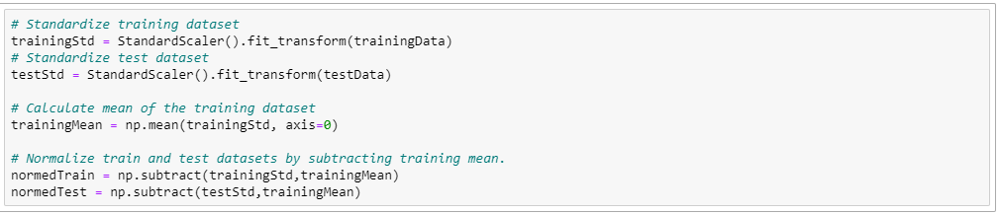 # Standardize training dataset
trainingStd = StandardScaler().fit_transform(trainingData)
# Standardize test dataset
testStd = StandardScaler().fit_transform(testData)
# Calculate mean of the training dataset
trainingMean = np.mean(trainingStd, axis=0)
# Normalize train and test datasets by subtracting training mean.
normedTrain = np.subtract(trainingStd,trainingMean)
normedTest = np.subtract(testStd,trainingMean)